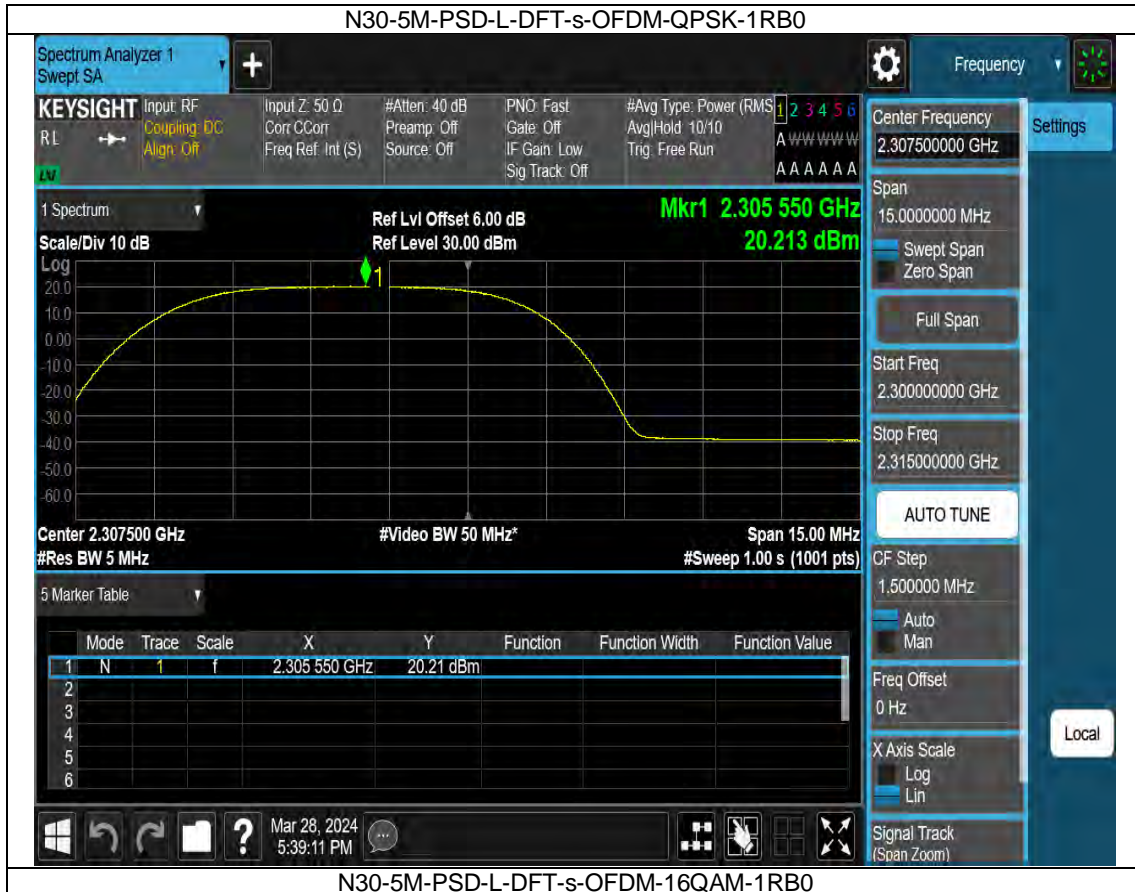 N30-5M-PSD-L-DFT-s-OFDM-QPSK-1RB0
Spectrum Analyzer 1
Swept SA
+
Frequency
KEYSIGHT
RL
Input: RF
Coupling: DC
Align: Off
Input Z: 50 Ω
Corr CCorr
Freq Ref: Int (S)
#Atten: 40 dB
Preamp: Off
Source: Off
PNO: Fast
Gate: Off
IF Gain: Low
Sig Track: Off
#Avg Type: Power (RMS
Avg|Hold: 10/10
Trig: Free Run
1 2 3 4 5 6
A W W W W W
A A A A A A
1 Spectrum
Scale/Div 10 dB
Ref Lvl Offset 6.00 dB
Ref Level 30.00 dBm
Mkr1 2.305 550 GHz
20.213 dBm
Log
1
20.0
10.0
0.00
-10.0
-20.0
-30.0
-40.0
-50.0
-60.0
Center 2.307500 GHz
#Video BW 50 MHz*
Span 15.00 MHz
#Res BW 5 MHz
#Sweep 1.00 s (1001 pts)
5 Marker Table
Mode Trace Scale X Y Function Function Width Function Value
1 N 1 f 2.305 550 GHz 20.21 dBm
2
3
4
5
6
Mar 28, 2024
5:39:11 PM
Center Frequency
2.307500000 GHz
Settings
Span
15.0000000 MHz
Swept Span
Zero Span
Full Span
Start Freq
2.300000000 GHz
Stop Freq
2.315000000 GHz
AUTO TUNE
CF Step
1.500000 MHz
Auto
Man
Freq Offset
0 Hz
X Axis Scale
Log
Lin
Local
Signal Track
(Span Zoom)
N30-5M-PSD-L-DFT-s-OFDM-16QAM-1RB0